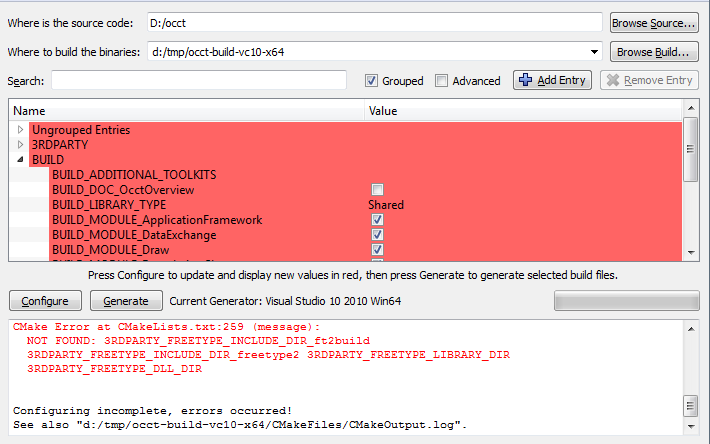 Where is the source code: D:/occt Browse Source...
Where to build the binaries: d:/tmp/occt-build-vc10-x64 Browse Build...
Search: Grouped Advanced Add Entry Remove Entry
Name Value
Ungrouped Entries
3RDPARTY
BUILD
BUILD_ADDITIONAL_TOOLKITS
BUILD_DOC_OcctOverview
BUILD_LIBRARY_TYPE Shared
BUILD_MODULE_ApplicationFramework
BUILD_MODULE_DataExchange
BUILD_MODULE_Draw
Press Configure to update and display new values in red, then press Generate to generate selected build files.
Configure Generate Current Generator: Visual Studio 10 2010 Win64
CMake Error at CMakeLists.txt:259 (message):
NOT FOUND: 3RDPARTY_FREETYPE_INCLUDE_DIR_ft2build
3RDPARTY_FREETYPE_INCLUDE_DIR_freetype2 3RDPARTY_FREETYPE_LIBRARY_DIR
3RDPARTY_FREETYPE_DLL_DIR
Configuring incomplete, errors occurred!
See also "d:/tmp/occt-build-vc10-x64/CMakeFiles/CMakeOutput.log".